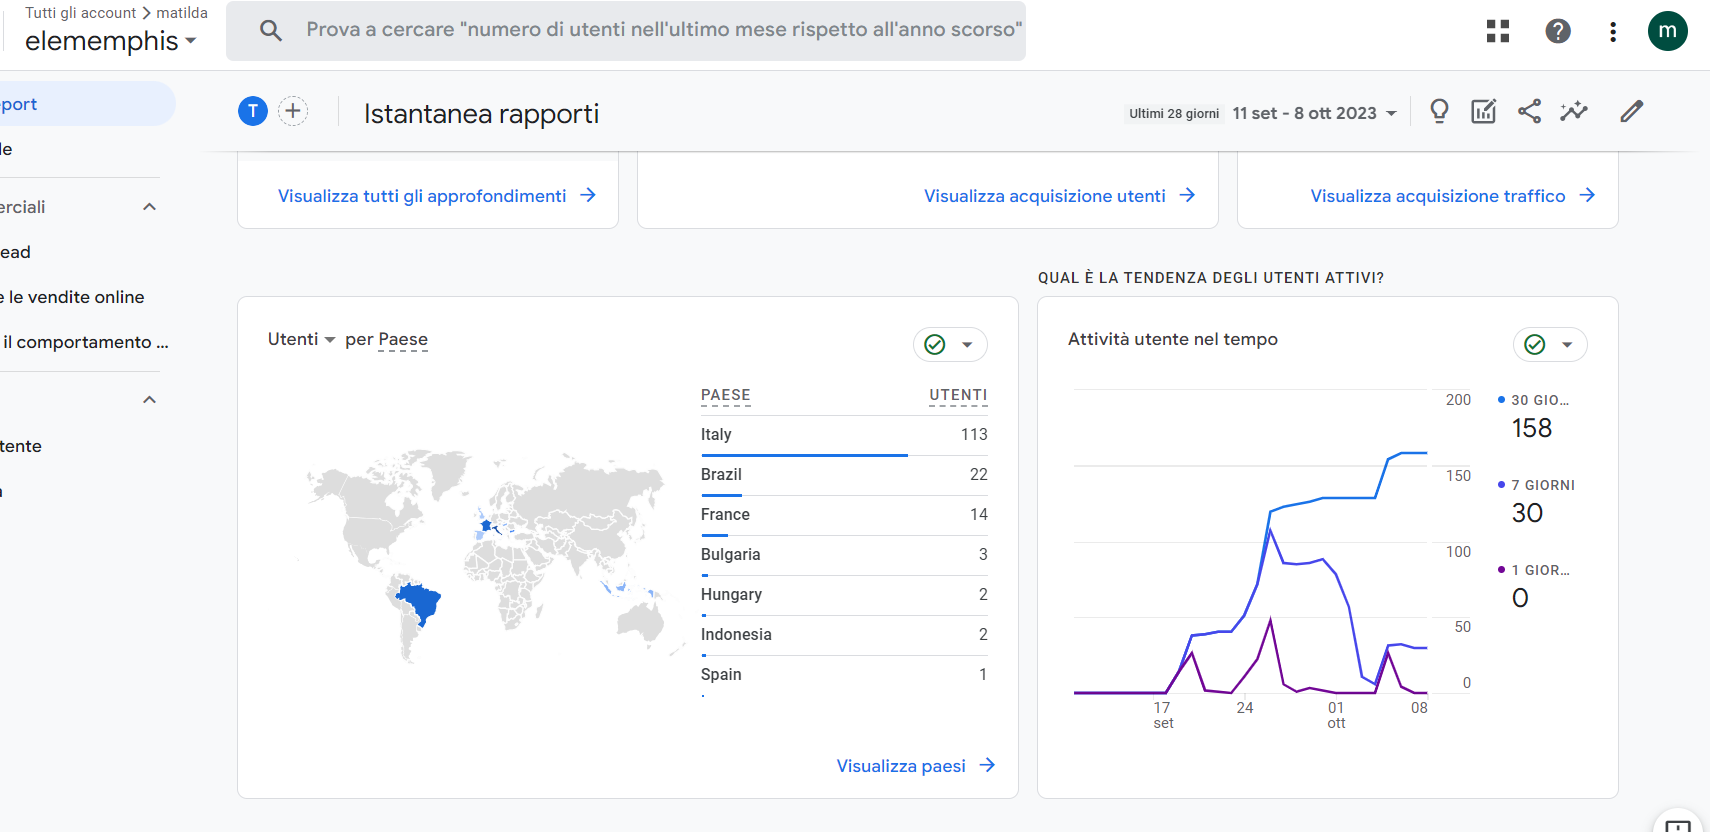 Tutti gli account > matilda
elememphis
Prova a cercare "numero di utenti nell'ultimo mese rispetto all'anno scorso"
m
port
le
erciali
ead
e le vendite online
il comportamento ...
tente
T
Istantanea rapporti
Ultimi 28 giorni 11 set - 8 ott 2023
Visualizza tutti gli approfondimenti
Visualizza acquisizione utenti
Visualizza acquisizione traffico
Utenti per Paese
PAESE UTENTI
Italy 113
Brazil 22
France 14
Bulgaria 3
Hungary 2
Indonesia 2
Spain 1
Visualizza paesi
QUAL È LA TENDENZA DEGLI UTENTI ATTIVI?
Attività utente nel tempo
200
150
100
50
0
17
set
24
01
ott
08
30 GIO...
158
7 GIORNI
30
1 GIOR...
0